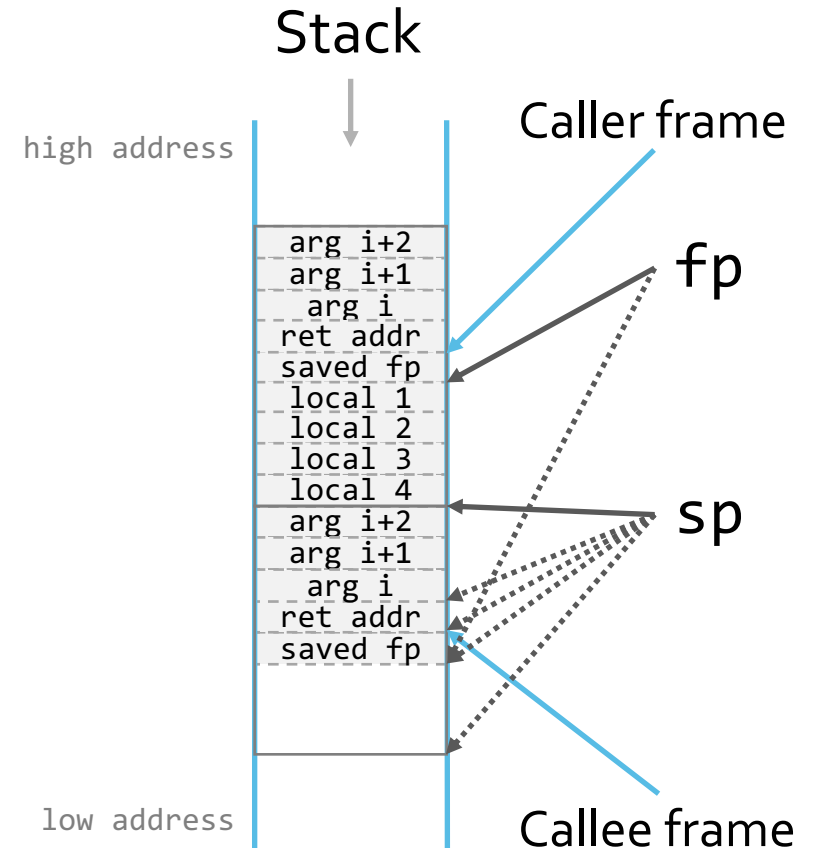 Stack
high address
Caller frame
arg i+2
arg i+1
arg i
ret addr
saved fp
local 1
local 2
local 3
local 4
arg i+2
arg i+1
arg i
ret addr
saved fp
fp
sp
low address
Callee frame